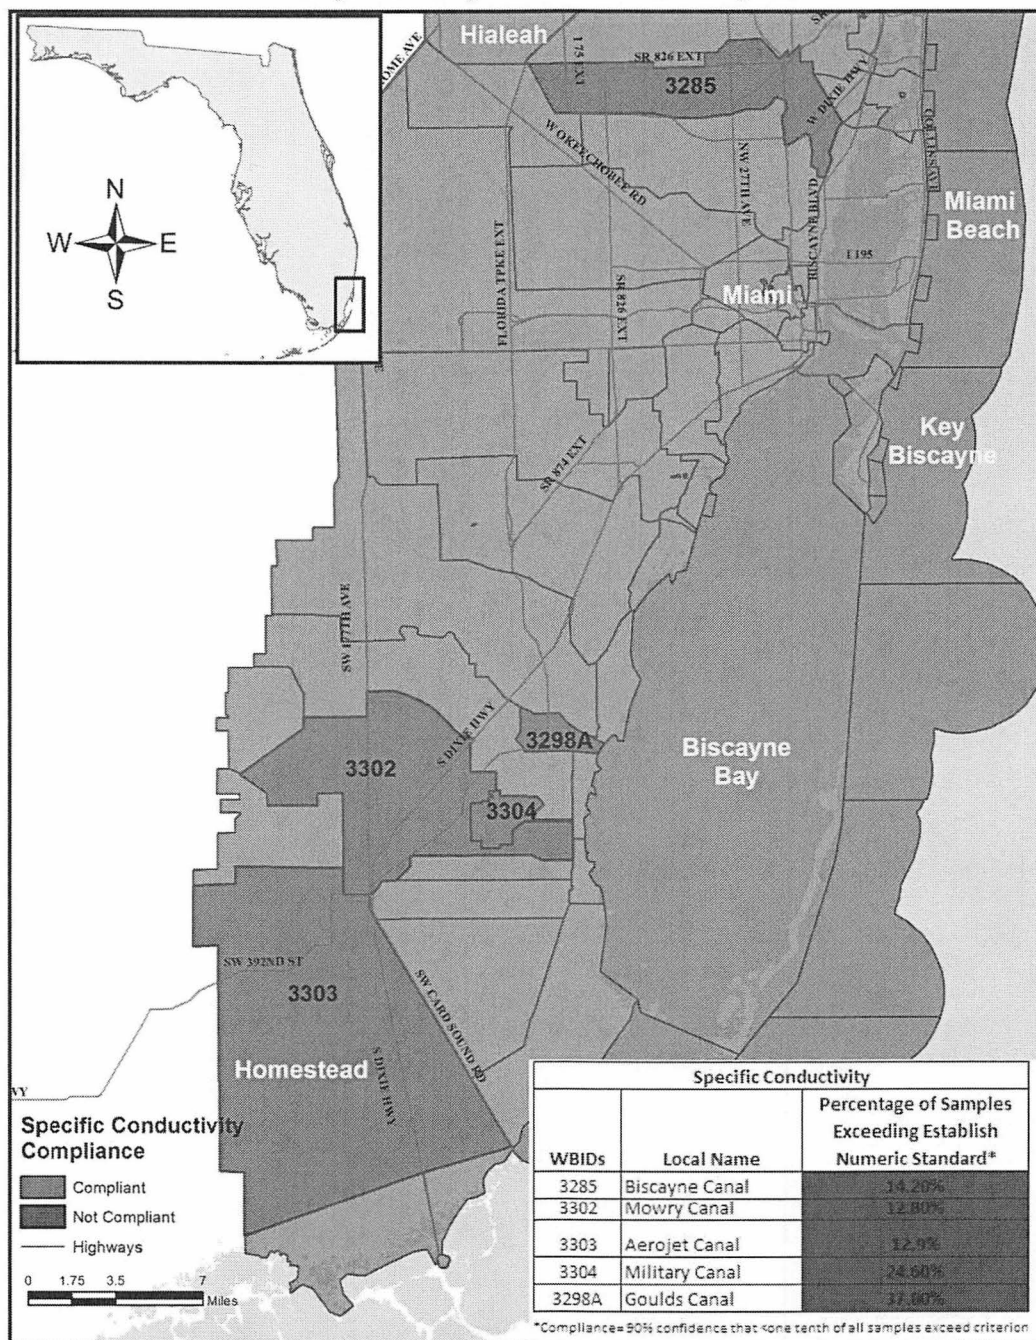 Hialeah
OME AVE
I 75 EXT
SR 826 EXT
SR
3285
W DIXIE HWY
COLLINS AVE
W OKEECHOBEE RD
NW 27TH AVE
BISCAYNE BLVD
Miami
Beach
N
W E
S
FLORIDA TPKE EXT
SR 826 EXT
I 195
Miami
Key
Biscayne
SR 874 EXT
SW 177TH AVE
S DIXIE HWY
3298A
3302
3304
Biscayne
Bay
SW 392ND ST
3303
SW CARD SOUND RD
Homestead
S DIXIE HWY
VY
Specific Conductivity
Compliance
Compliant
Not Compliant
Highways
0 1.75 3.5 7
Miles
Specific Conductivity
WBIDs Local Name Percentage of Samples
Exceeding Establish
Numeric Standard*
3285 Biscayne Canal 14.20%
3302 Mowry Canal 12.80%
3303 Aerojet Canal 12.9%
3304 Military Canal 24.60%
3298A Goulds Canal 37.80%
*Compliance= 90% confidence that <one tenth of all samples exceed criterion